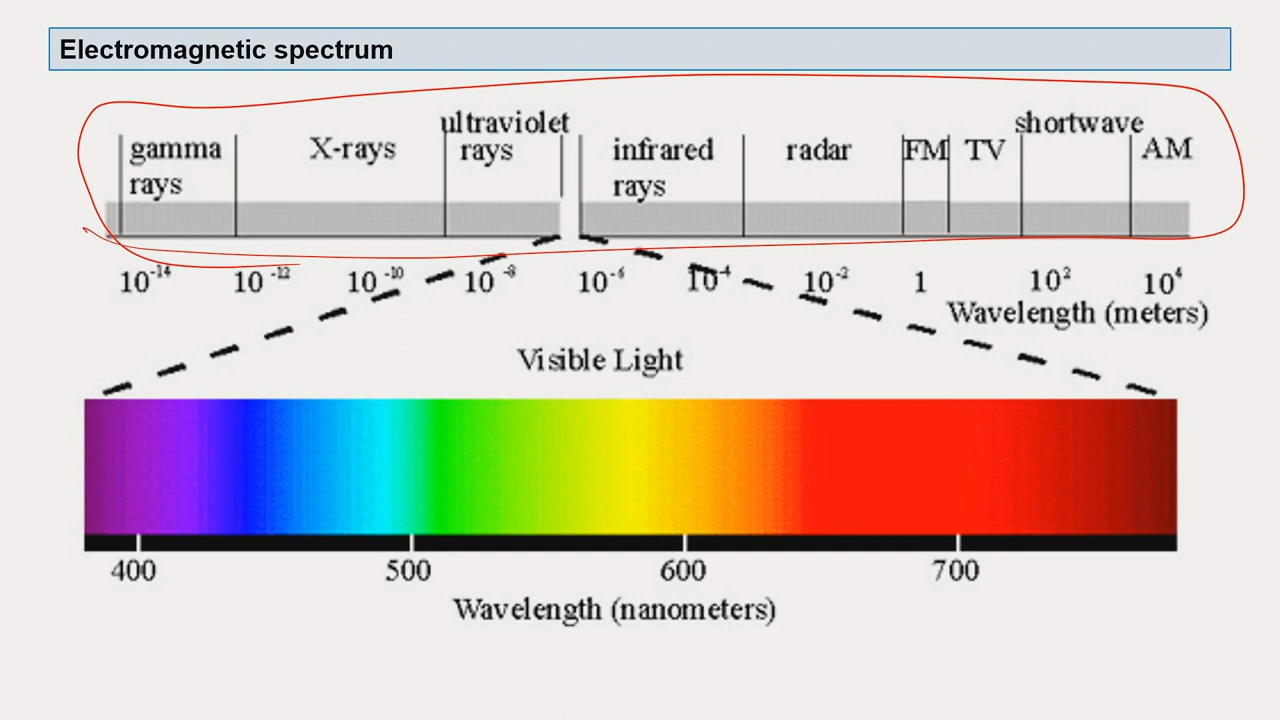 Electromagnetic spectrum
gamma rays X-rays ultraviolet rays infrared rays radar FM TV shortwave AM
10⁻¹⁴ 10⁻¹² 10⁻¹⁰ 10⁻⁸ 10⁻⁶ 10⁻⁴ 10⁻² 1 10² 10⁴
Wavelength (meters)
Visible Light
400 500 600 700
Wavelength (nanometers)